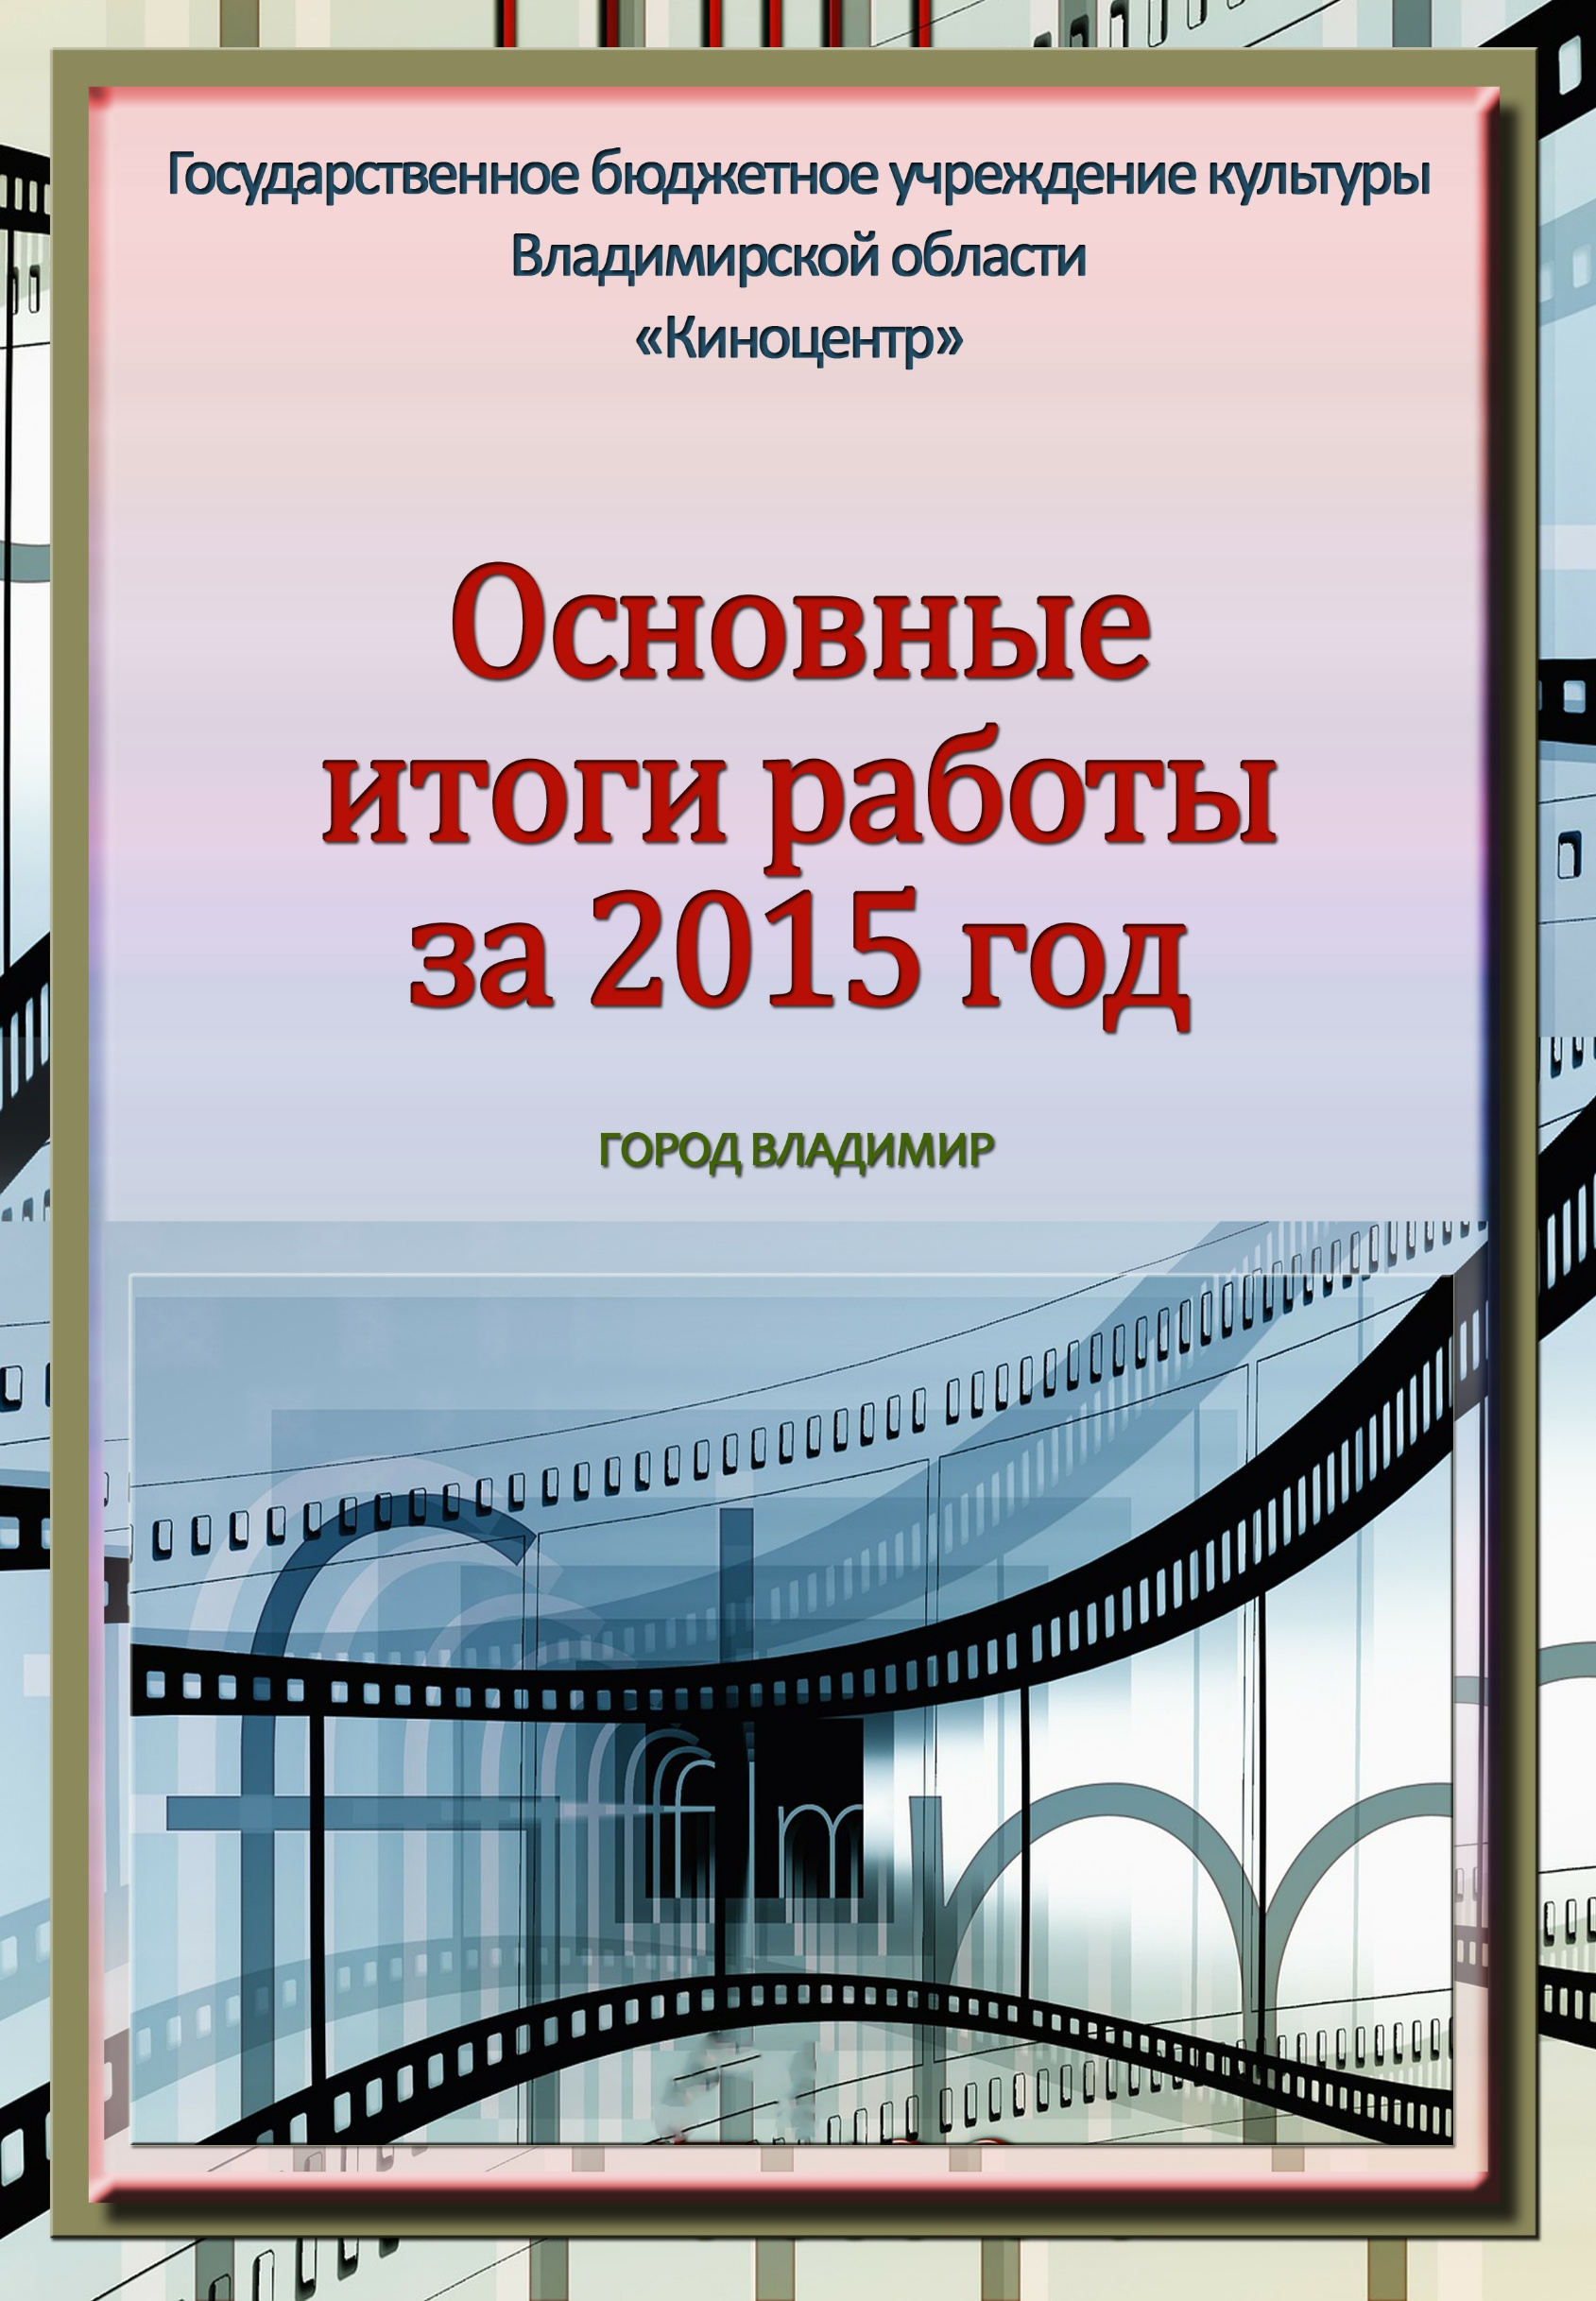 Государственное бюджетное учреждение культуры
Владимирской области
«Киноцентр»
Основные
итоги работы
за 2015 год
ГОРОД ВЛАДИМИР